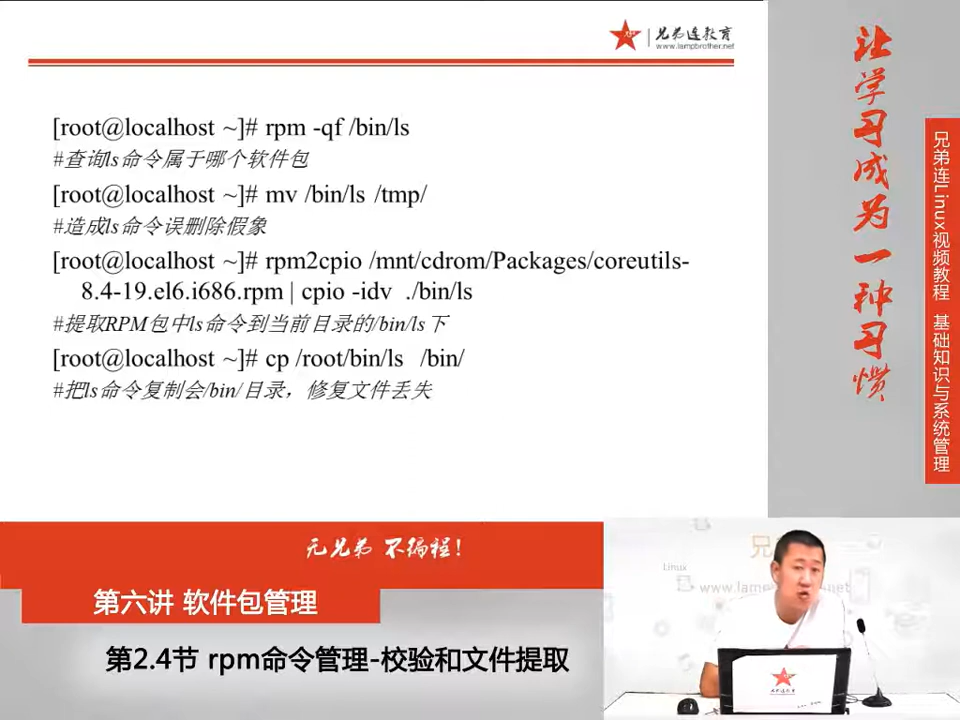 兄弟连教育
www.lampbrother.net
[root@localhost ~]# rpm -qf /bin/ls
#查询ls命令属于哪个软件包
[root@localhost ~]# mv /bin/ls /tmp/
#造成ls命令误删除假象
[root@localhost ~]# rpm2cpio /mnt/cdrom/Packages/coreutils-
8.4-19.el6.i686.rpm | cpio -idv ./bin/ls
#提取RPM包中ls命令到当前目录的/bin/ls下
[root@localhost ~]# cp /root/bin/ls /bin/
#把ls命令复制会/bin/目录，修复文件丢失
让学习成为一种习惯
兄弟连Linux视频教程 基础知识与系统管理
无兄弟 不编程！
第六讲 软件包管理
第2.4节 rpm命令管理-校验和文件提取
Linux